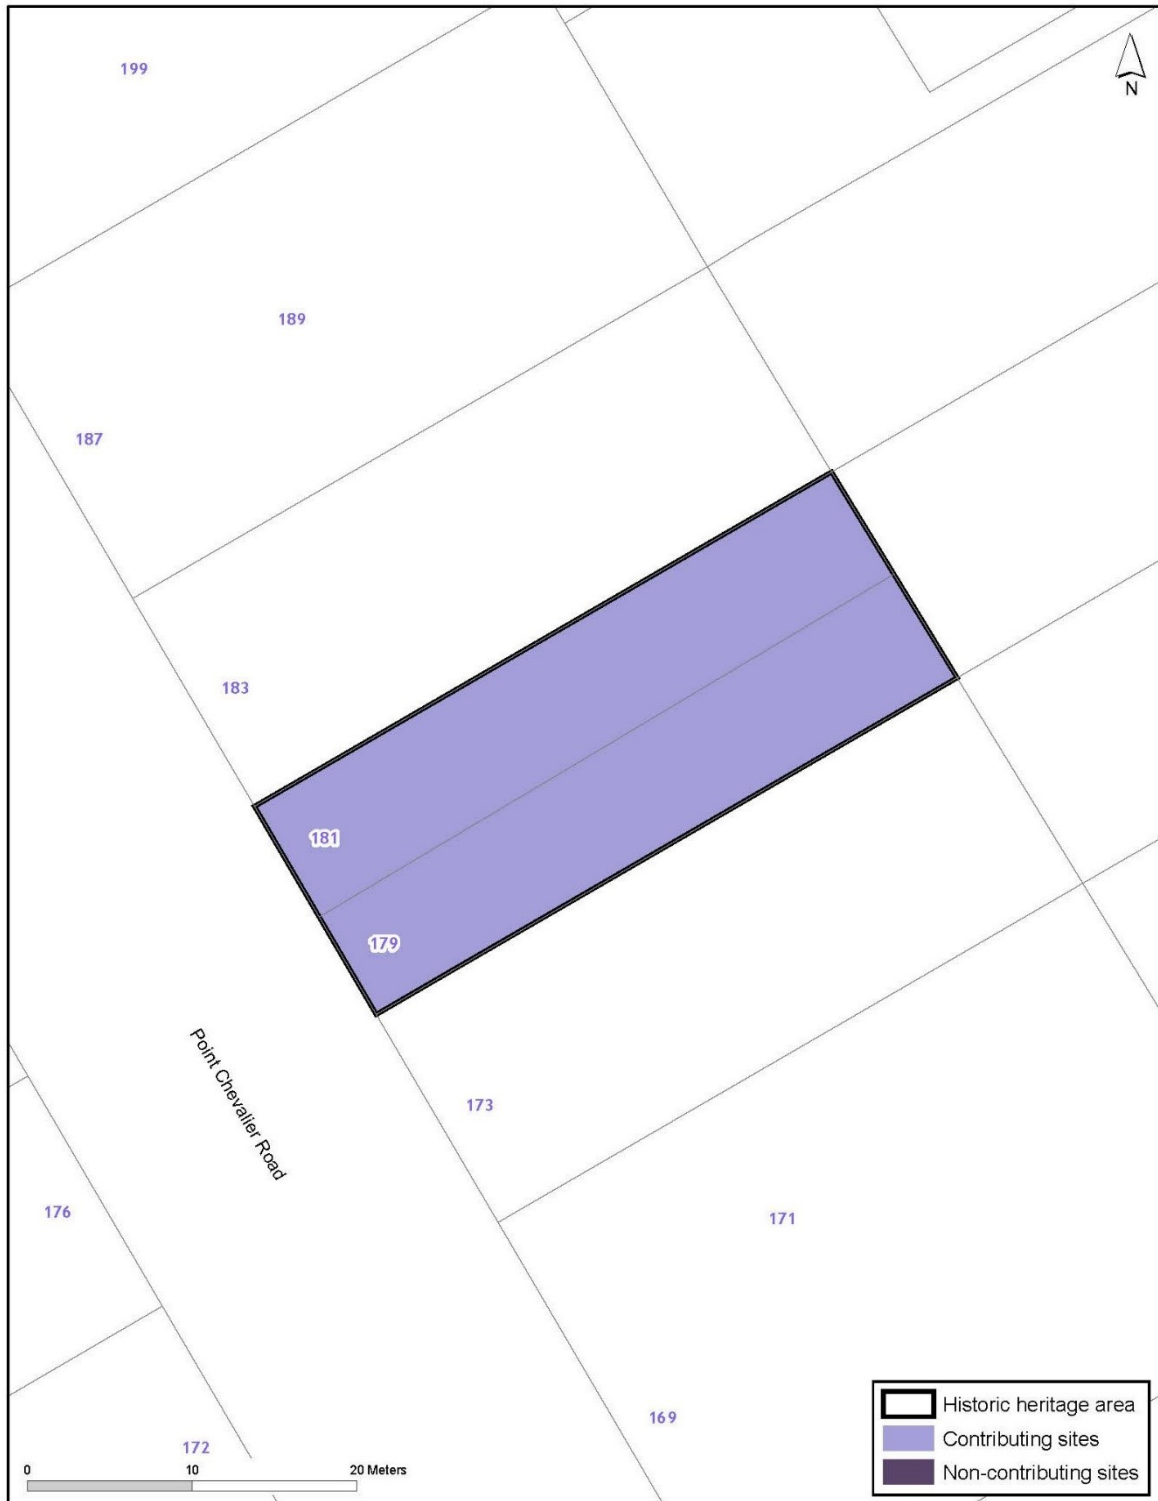 199
N
189
187
183
181
179
Point Chevalier Road
173
176
171
169
172
0 10 20 Meters
Historic heritage area
Contributing sites
Non-contributing sites